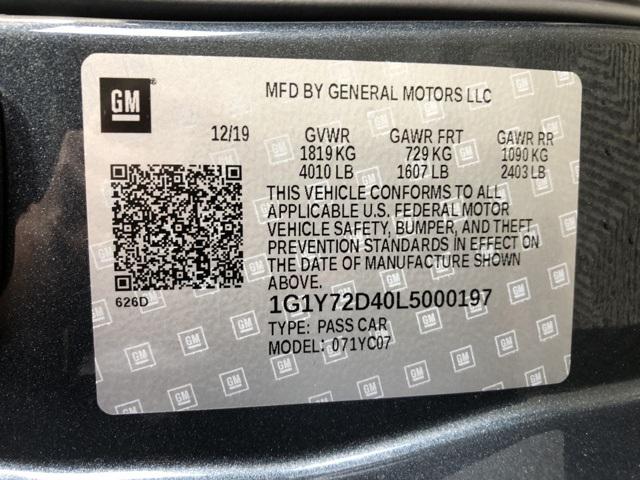 GM
MFD BY GENERAL MOTORS LLC
12/19 GVWR GAWR FRT GAWR RR
1819 KG 729 KG 1090 KG
4010 LB 1607 LB 2403 LB
THIS VEHICLE CONFORMS TO ALL
APPLICABLE U.S. FEDERAL MOTOR
VEHICLE SAFETY, BUMPER, AND THEFT
PREVENTION STANDARDS IN EFFECT ON
THE DATE OF MANUFACTURE SHOWN
ABOVE.
626D
1G1Y72D40L5000197
TYPE: PASS CAR
MODEL: 071YC07